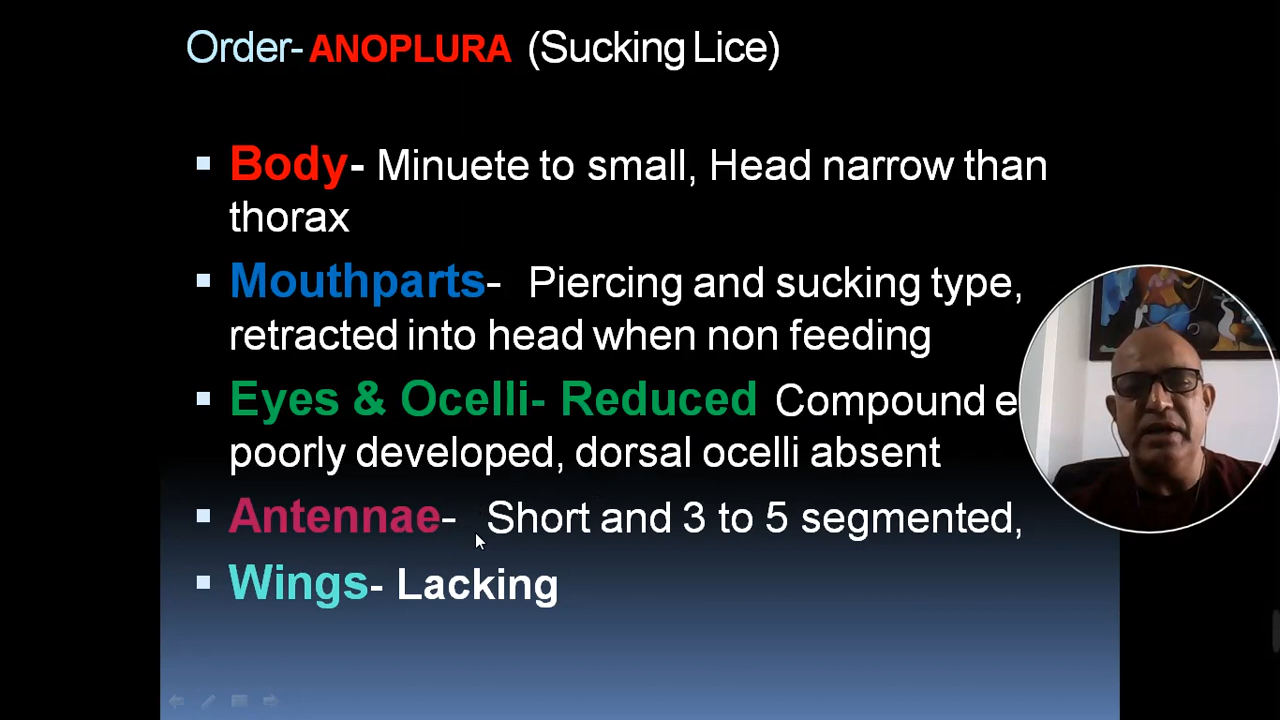 Order- ANOPLURA (Sucking Lice)
Body- Minuete to small, Head narrow than
thorax
Mouthparts- Piercing and sucking type,
retracted into head when non feeding
Eyes & Ocelli- Reduced Compound e
poorly developed, dorsal ocelli absent
Antennae- Short and 3 to 5 segmented,
Wings- Lacking